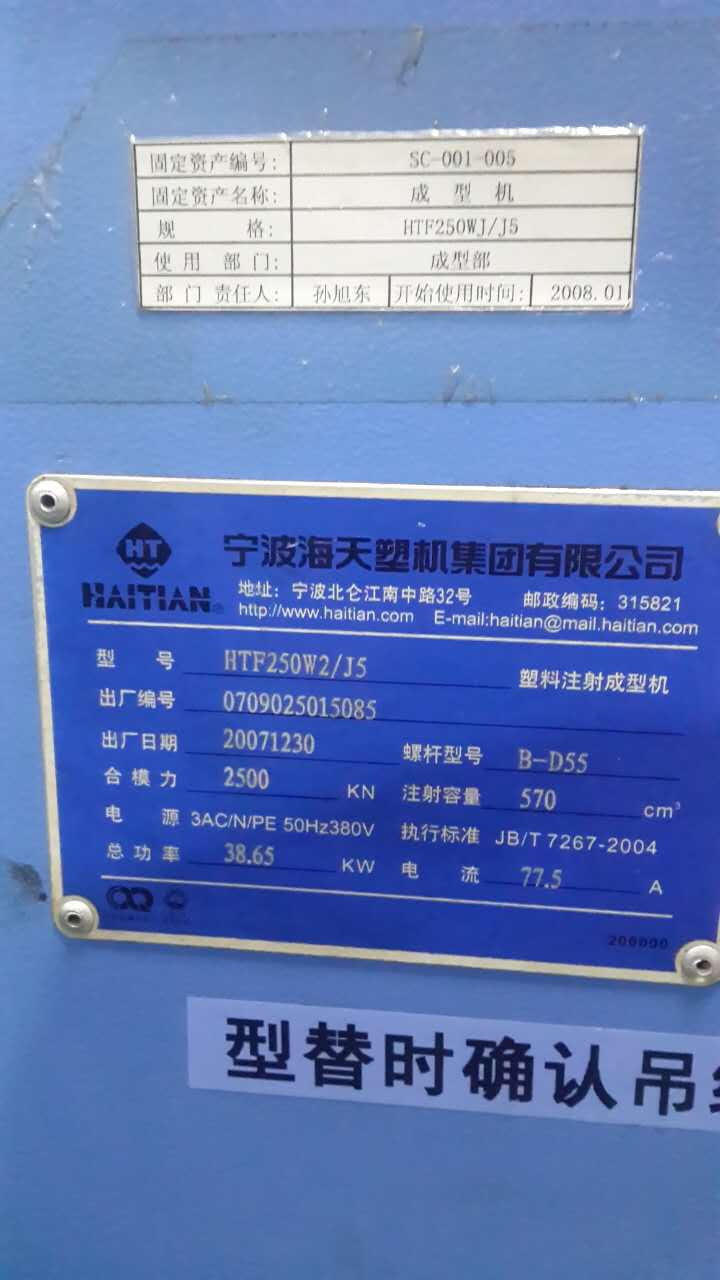 固定资产编号: SC-001-005
固定资产名称: 成 型 机
规 格: HTF250WJ/J5
使 用 部 门: 成型部
部 门 责任人: 孙旭东 开始使用时间: 2008.01
HT
HAITIAN®
宁波海天塑机集团有限公司
地址: 宁波北仑江南中路32号 邮政编码: 315821
http://www.haitian.com E-mail:haitian@mail.haitian.com
型 号 HTF250W2/J5 塑料注射成型机
出厂编号 0709025015085
出厂日期 20071230 螺杆型号 B-D55
合模力 2500 KN 注射容量 570 cm³
电 源 3AC/N/PE 50Hz380V 执行标准 JB/T 7267-2004
总功率 38.65 KW 电 流 77.5 A
200000
型替时确认吊